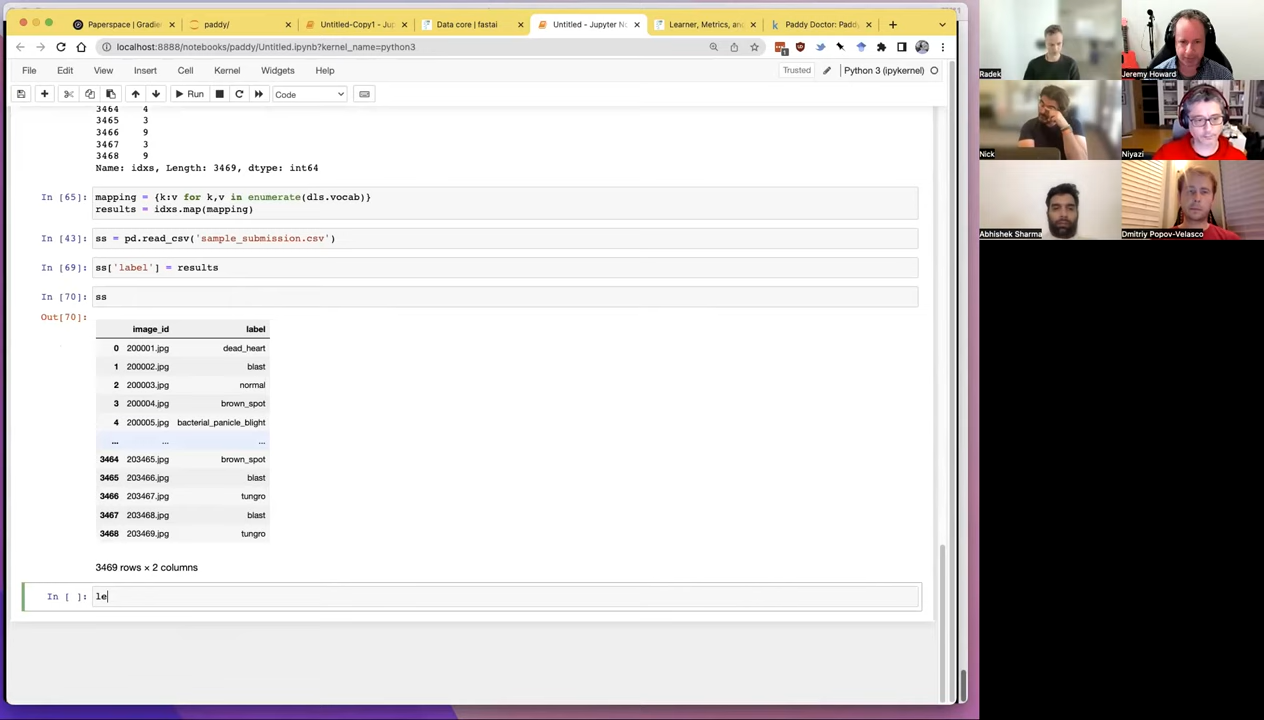 Paperspace | Gradie
paddy/
Untitled-Copy1 - Jup
Data core | fastai
Untitled - Jupyter No
Learner, Metrics, and
Paddy Doctor: Paddy
localhost:8888/notebooks/paddy/Untitled.ipynb?kernel_name=python3
File Edit View Insert Cell Kernel Widgets Help
Trusted Python 3 (ipykernel)
Run Code
3464 4
3465 3
3466 9
3467 3
3468 9
Name: idxs, Length: 3469, dtype: int64
In [65]: mapping = {k:v for k,v in enumerate(dls.vocab)}
results = idxs.map(mapping)
In [43]: ss = pd.read_csv('sample_submission.csv')
In [69]: ss['label'] = results
In [70]: ss
Out[70]:
image_id label
0 200001.jpg dead_heart
1 200002.jpg blast
2 200003.jpg normal
3 200004.jpg brown_spot
4 200005.jpg bacterial_panicle_blight
... ... ...
3464 203465.jpg brown_spot
3465 203466.jpg blast
3466 203467.jpg tungro
3467 203468.jpg blast
3468 203469.jpg tungro
3469 rows × 2 columns
In [ ]: le
Radek
Jeremy Howard
Nick
Niyazi
Abhishek Sharma
Dmitriy Popov-Velasco